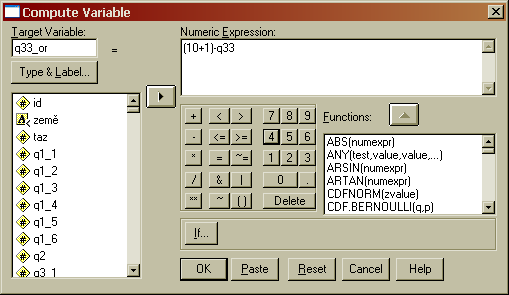 Compute Variable
Target Variable:
q33_or
=
Numeric Expression:
(10+1)-q33
Type & Label...
id
země
taz
q1_1
q1_2
q1_3
q1_4
q1_5
q1_6
q2
q3_1
+ < > 7 8 9
- <= >= 4 5 6
* = ~= 1 2 3
/ & | 0 .
** ~ ( ) Delete
Functions:
ABS(numexpr)
ANY(test,value,value,...)
ARSIN(numexpr)
ARTAN(numexpr)
CDFNORM(zvalue)
CDF.BERNOULLI(q,p)
If...
OK Paste Reset Cancel Help